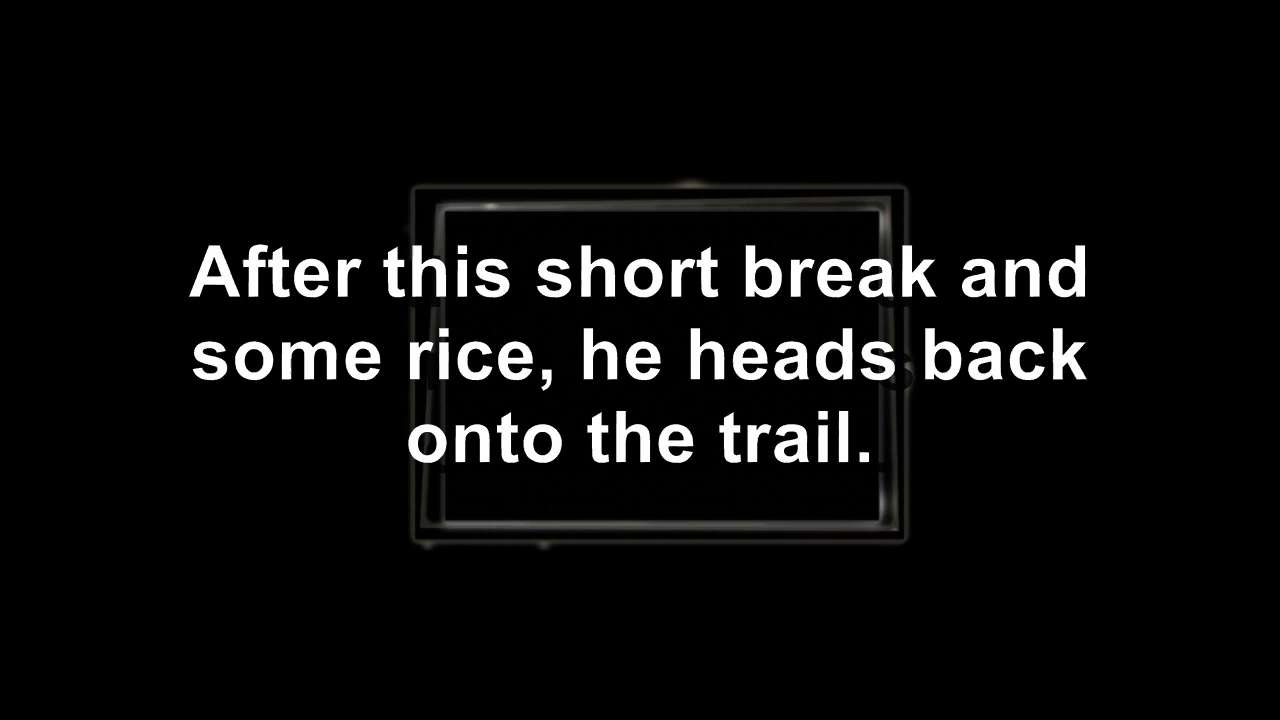 After this short break and
some rice, he heads back
onto the trail.